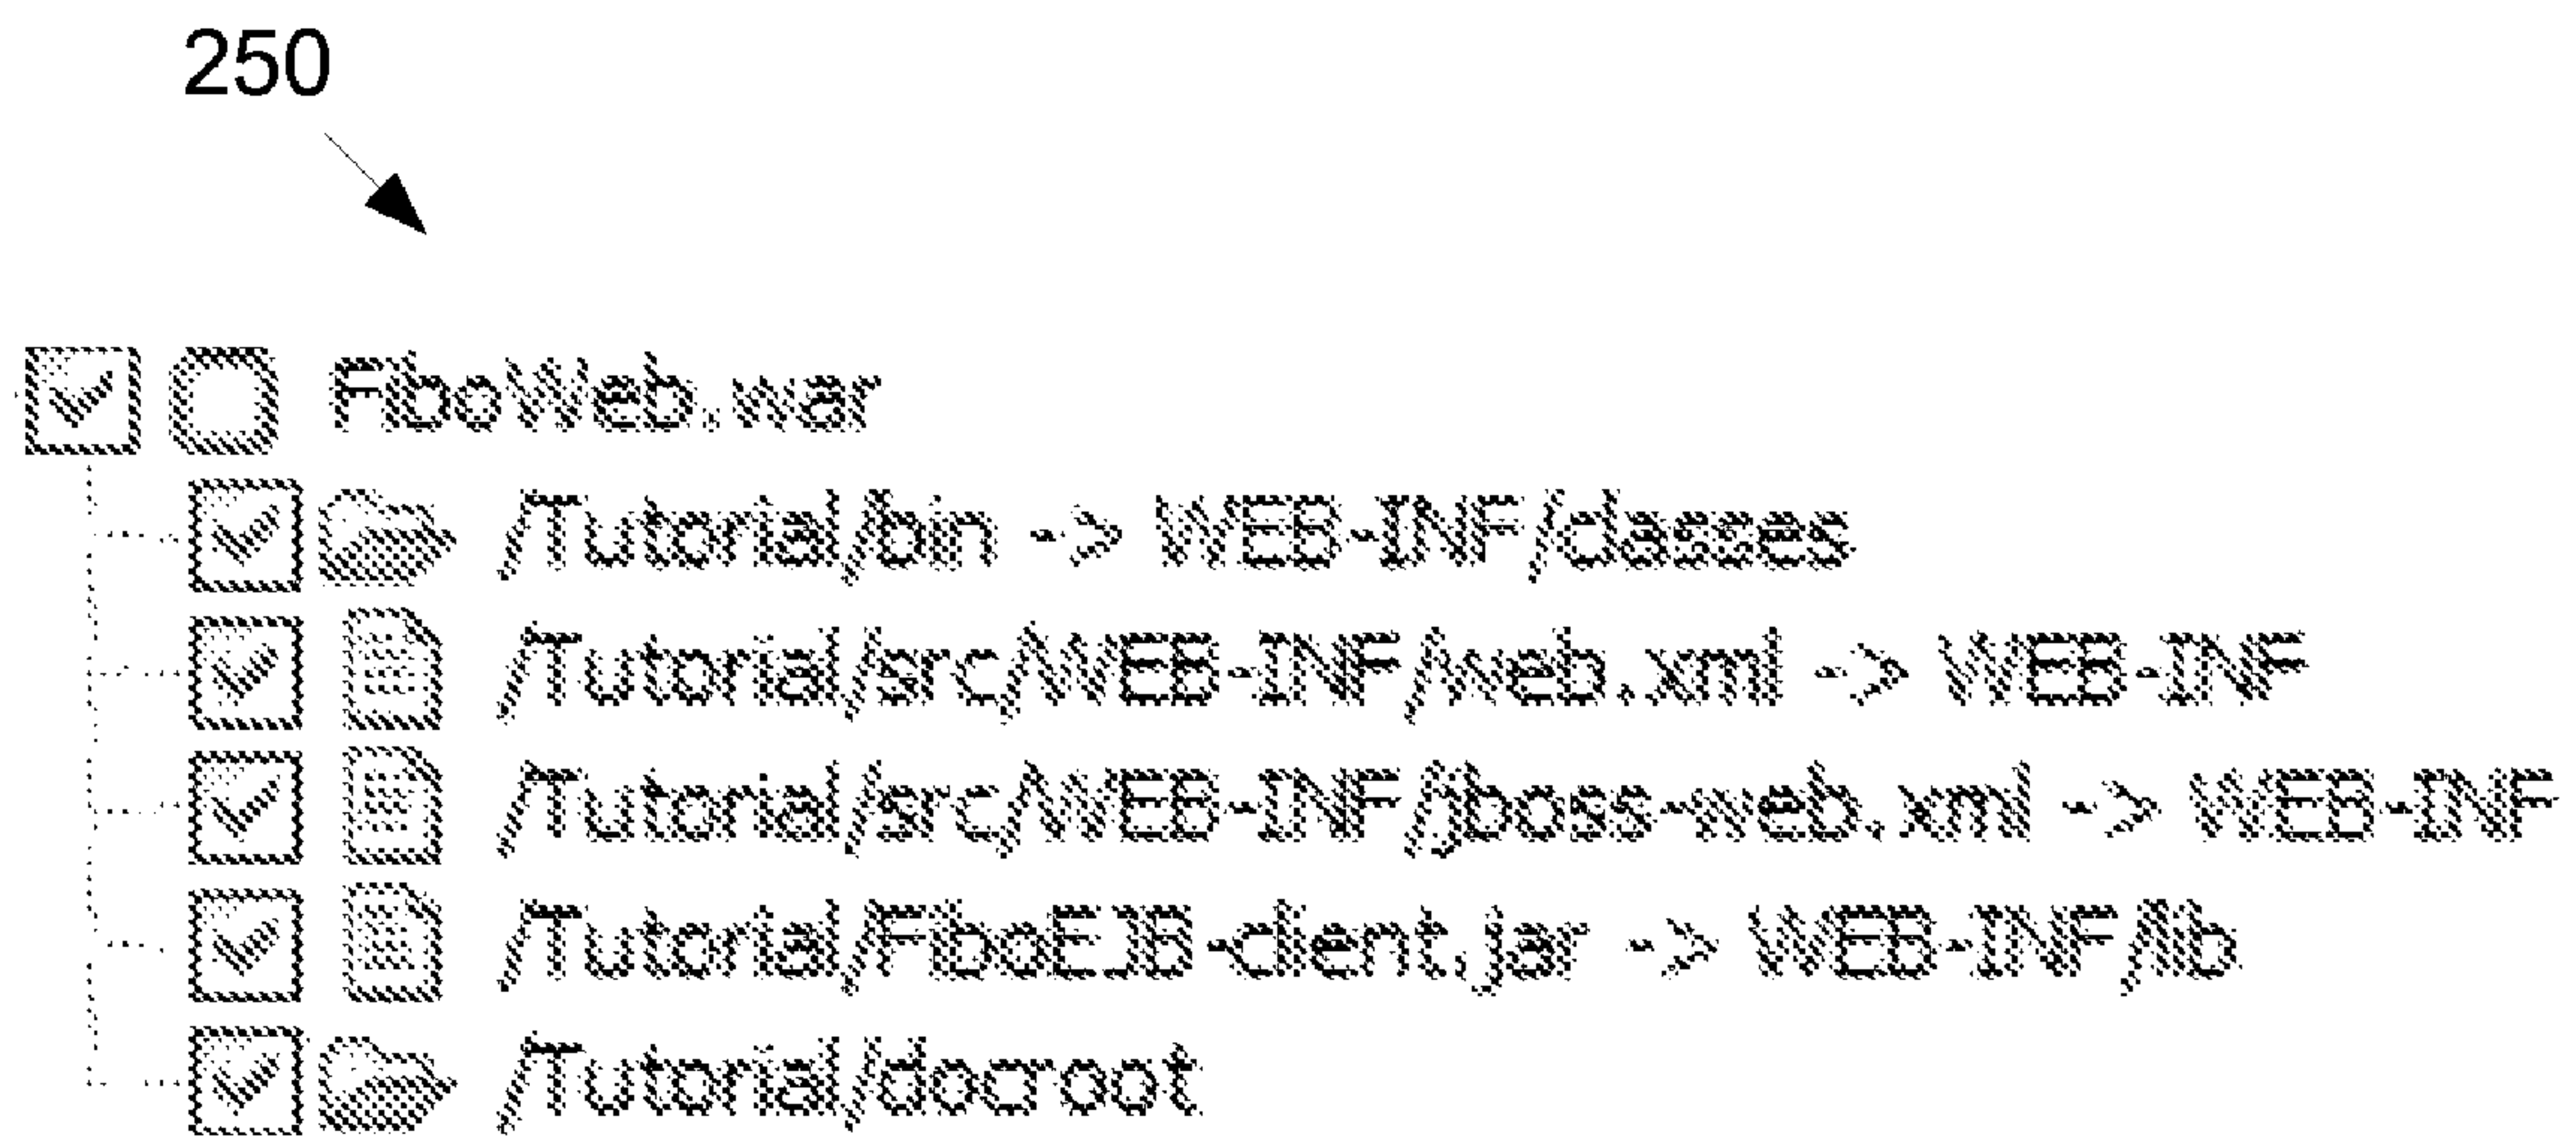 250
FiboWeb.war
/Tutorial/bin -> WEB-INF/classes
/Tutorial/src/WEB-INF/web.xml -> WEB-INF
/Tutorial/src/WEB-INF/jboss-web.xml -> WEB-INF
/Tutorial/FiboEJB-client.jar -> WEB-INF/lib
/Tutorial/docroot